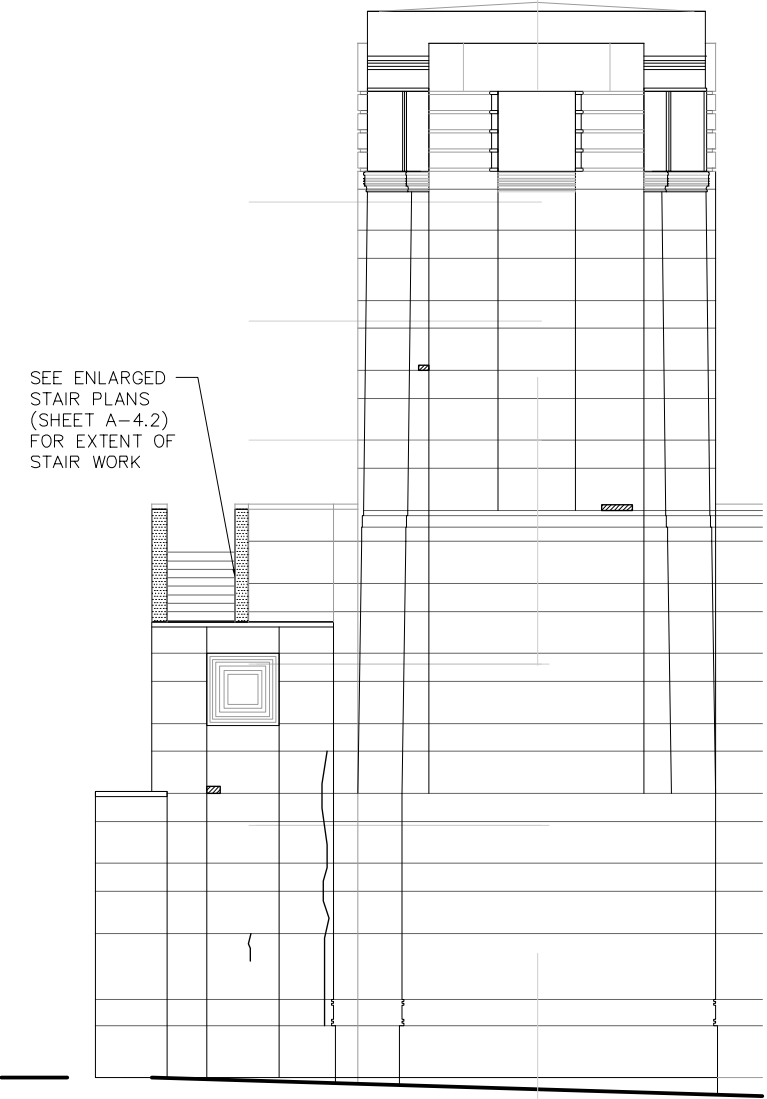 SEE ENLARGED
STAIR PLANS
(SHEET A-4.2)
FOR EXTENT OF
STAIR WORK